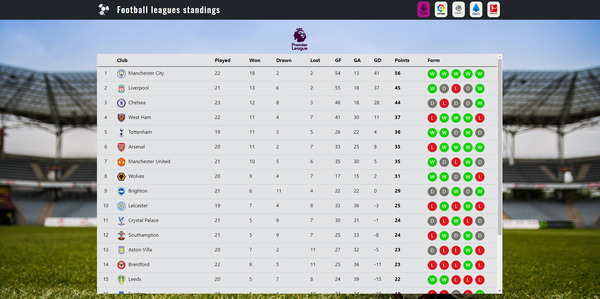 Football leagues standings
Premier
League
Club Played Won Drawn Lost GF GA GD Points Form
1 Manchester City 22 18 2 2 54 13 41 56 W W W W W
2 Liverpool 21 13 6 2 55 18 37 45 W D L D W
3 Chelsea 23 12 8 3 46 18 28 44 D L D D W
4 West Ham 22 11 4 7 41 30 11 37 L W W W L
5 Tottenham 19 11 3 5 26 22 4 36 W W D W D
6 Arsenal 20 11 2 7 33 25 8 35 L W W W W
7 Manchester United 21 10 5 6 35 30 5 35 W D L W D
8 Wolves 20 9 4 7 17 15 2 31 W W D W L
9 Brighton 21 6 11 4 22 22 0 29 D D W D W
10 Leicester 19 7 4 8 33 36 -3 25 L W L W L
11 Crystal Palace 21 5 9 7 30 31 -1 24 D L W L W
12 Southampton 21 5 9 7 25 33 -8 24 L W D W D
13 Aston Villa 20 7 2 11 27 32 -5 23 D L L W L
14 Brentford 22 6 5 11 25 36 -11 23 L L L W L
15 Leeds 20 5 7 8 24 39 -15 22 W W L L L